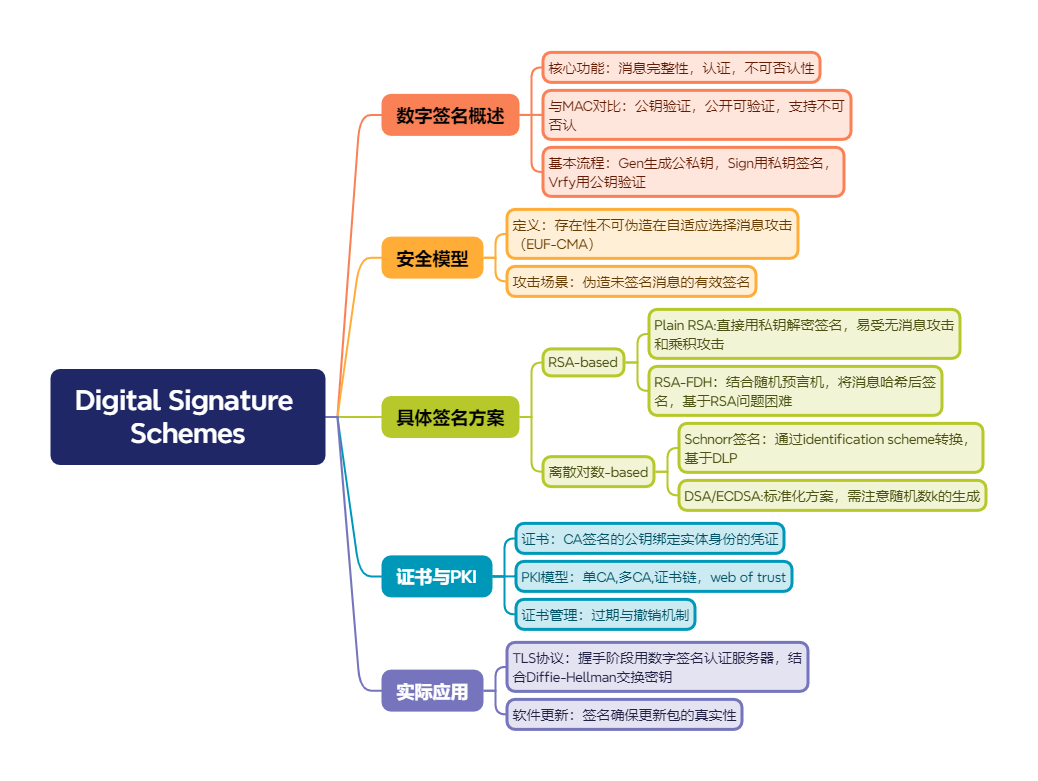 Digital Signature
Schemes
数字签名概述
核心功能：消息完整性，认证，不可否认性
与MAC对比：公钥验证，公开可验证，支持不可
否认
基本流程：Gen生成公私钥，Sign用私钥签名，
Vrfy用公钥验证
安全模型
定义：存在性不可伪造在自适应选择消息攻击
（EUF-CMA）
攻击场景：伪造未签名消息的有效签名
具体签名方案
RSA-based
Plain RSA:直接用私钥解密签名，易受无消息攻击
和乘积攻击
RSA-FDH：结合随机预言机，将消息哈希后签
名，基于RSA问题困难
离散对数-based
Schnorr签名：通过identification scheme转换，
基于DLP
DSA/ECDSA:标准化方案，需注意随机数k的生成
证书与PKI
证书：CA签名的公钥绑定实体身份的凭证
PKI模型：单CA,多CA,证书链，web of trust
证书管理：过期与撤销机制
实际应用
TLS协议：握手阶段用数字签名认证服务器，结
合Diffie-Hellman交换密钥
软件更新：签名确保更新包的真实性